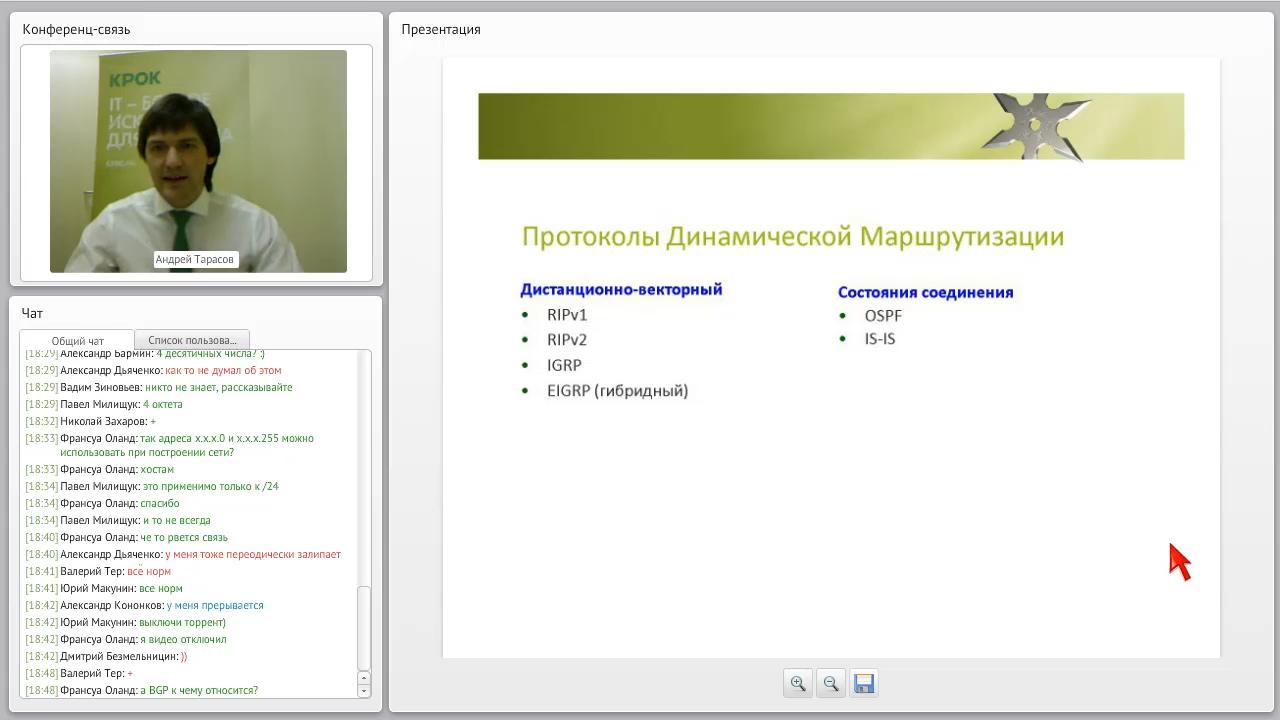 Конференц-связь
КРОК
Андрей Тарасов
Чат
Общий чат
Список пользова...
[18:29] Александр Бармин: 4 десятичных числа? :)
[18:29] Александр Дьяченко: как то не думал об этом
[18:29] Вадим Зиновьев: никто не знает, рассказывайте
[18:29] Павел Милищук: 4 октета
[18:32] Николай Захаров: +
[18:33] Франсуа Оланд: так адреса x.x.x.0 и x.x.x.255 можно
использовать при построении сети?
[18:33] Франсуа Оланд: хостам
[18:34] Павел Милищук: это применимо только к /24
[18:34] Франсуа Оланд: спасибо
[18:34] Павел Милищук: и то не всегда
[18:40] Франсуа Оланд: че то рвется связь
[18:40] Александр Дьяченко: у меня тоже переодически залипает
[18:41] Валерий Тер: всё норм
[18:41] Юрий Макунин: все норм
[18:42] Александр Кононков: у меня прерывается
[18:42] Юрий Макунин: выключи торрент)
[18:42] Франсуа Оланд: я видео отключил
[18:42] Дмитрий Безмельницин: ))
[18:48] Валерий Тер: +
[18:48] Франсуа Оланд: а BGP к чему относится?
Презентация
Протоколы Динамической Маршрутизации
Дистанционно-векторный
• RIPv1
• RIPv2
• IGRP
• EIGRP (гибридный)
Состояния соединения
• OSPF
• IS-IS